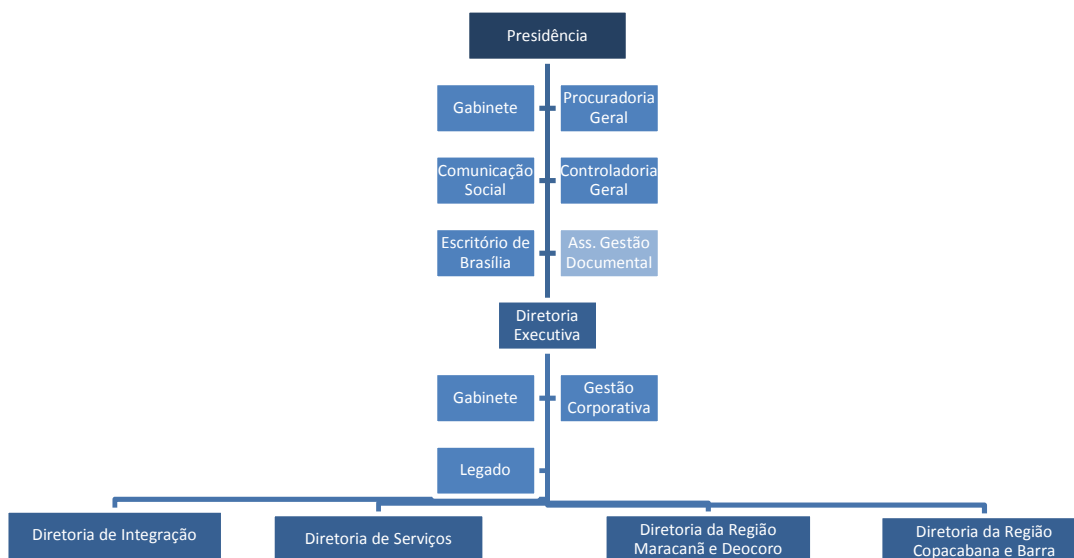 Presidência
Gabinete
Procuradoria
Geral
Comunicação
Social
Controladoria
Geral
Escritório de
Brasília
Ass. Gestão
Documental
Diretoria
Executiva
Gabinete
Gestão
Corporativa
Legado
Diretoria de Integração
Diretoria de Serviços
Diretoria da Região
Maracanã e Deocoro
Diretoria da Região
Copacabana e Barra